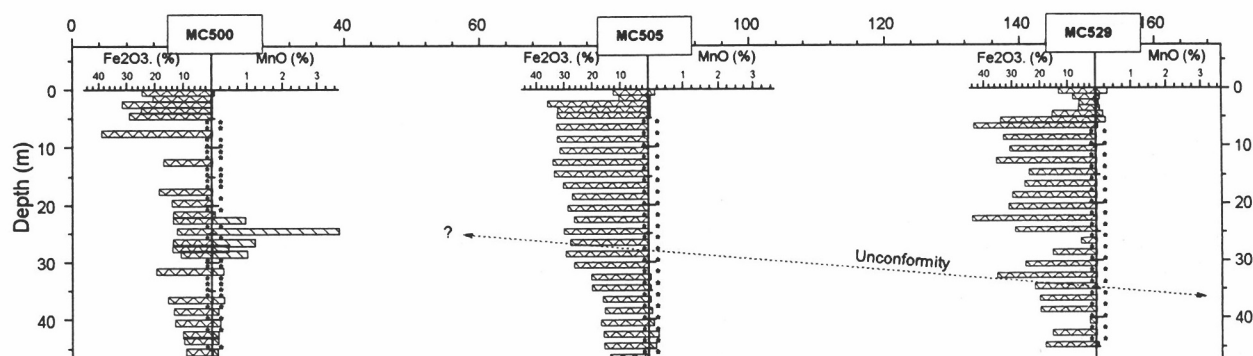 0 40 60 80 100 120 140 160
MC500 MC505 MC529
Fe2O3. (%) MnO (%) Fe2O3. (%) MnO (%) Fe2O3. (%) MnO (%)
40 30 20 10 1 2 3 40 30 20 10 1 2 3 40 30 20 10 1 2 3
0 0
10 10
20 20
? Unconformity
30 30
40 40
Depth (m)